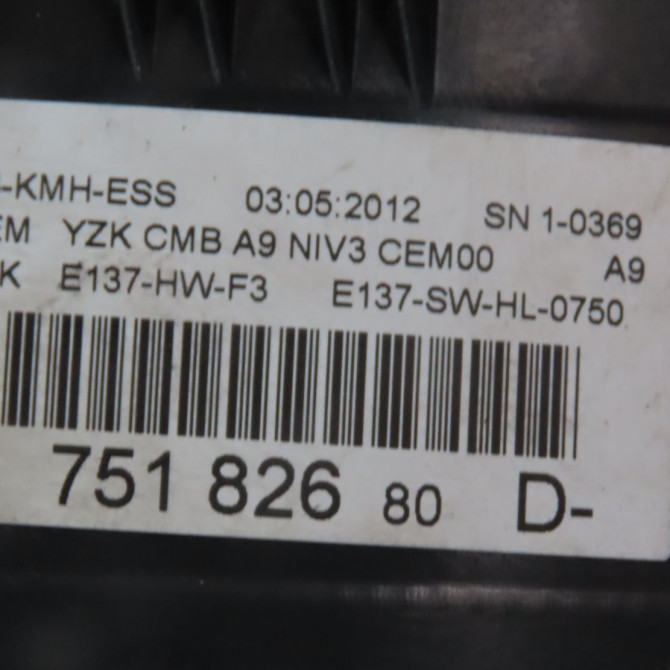 -KMH-ESS 03:05:2012 SN 1-0369
EM YZK CMB A9 NIV3 CEM00 A9
K E137-HW-F3 E137-SW-HL-0750
751 826 80 D-